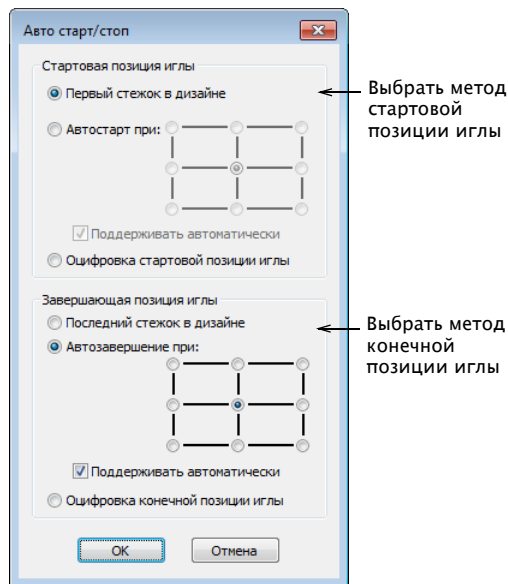 Авто старт/стоп
Стартовая позиция иглы
Первый стежок в дизайне
Автостарт при:
Поддерживать автоматически
Оцифровка стартовой позиции иглы
Выбрать метод
стартовой
позиции иглы
Завершающая позиция иглы
Последний стежок в дизайне
Автозавершение при:
Поддерживать автоматически
Оцифровка конечной позиции иглы
Выбрать метод
конечной
позиции иглы
OK
Отмена